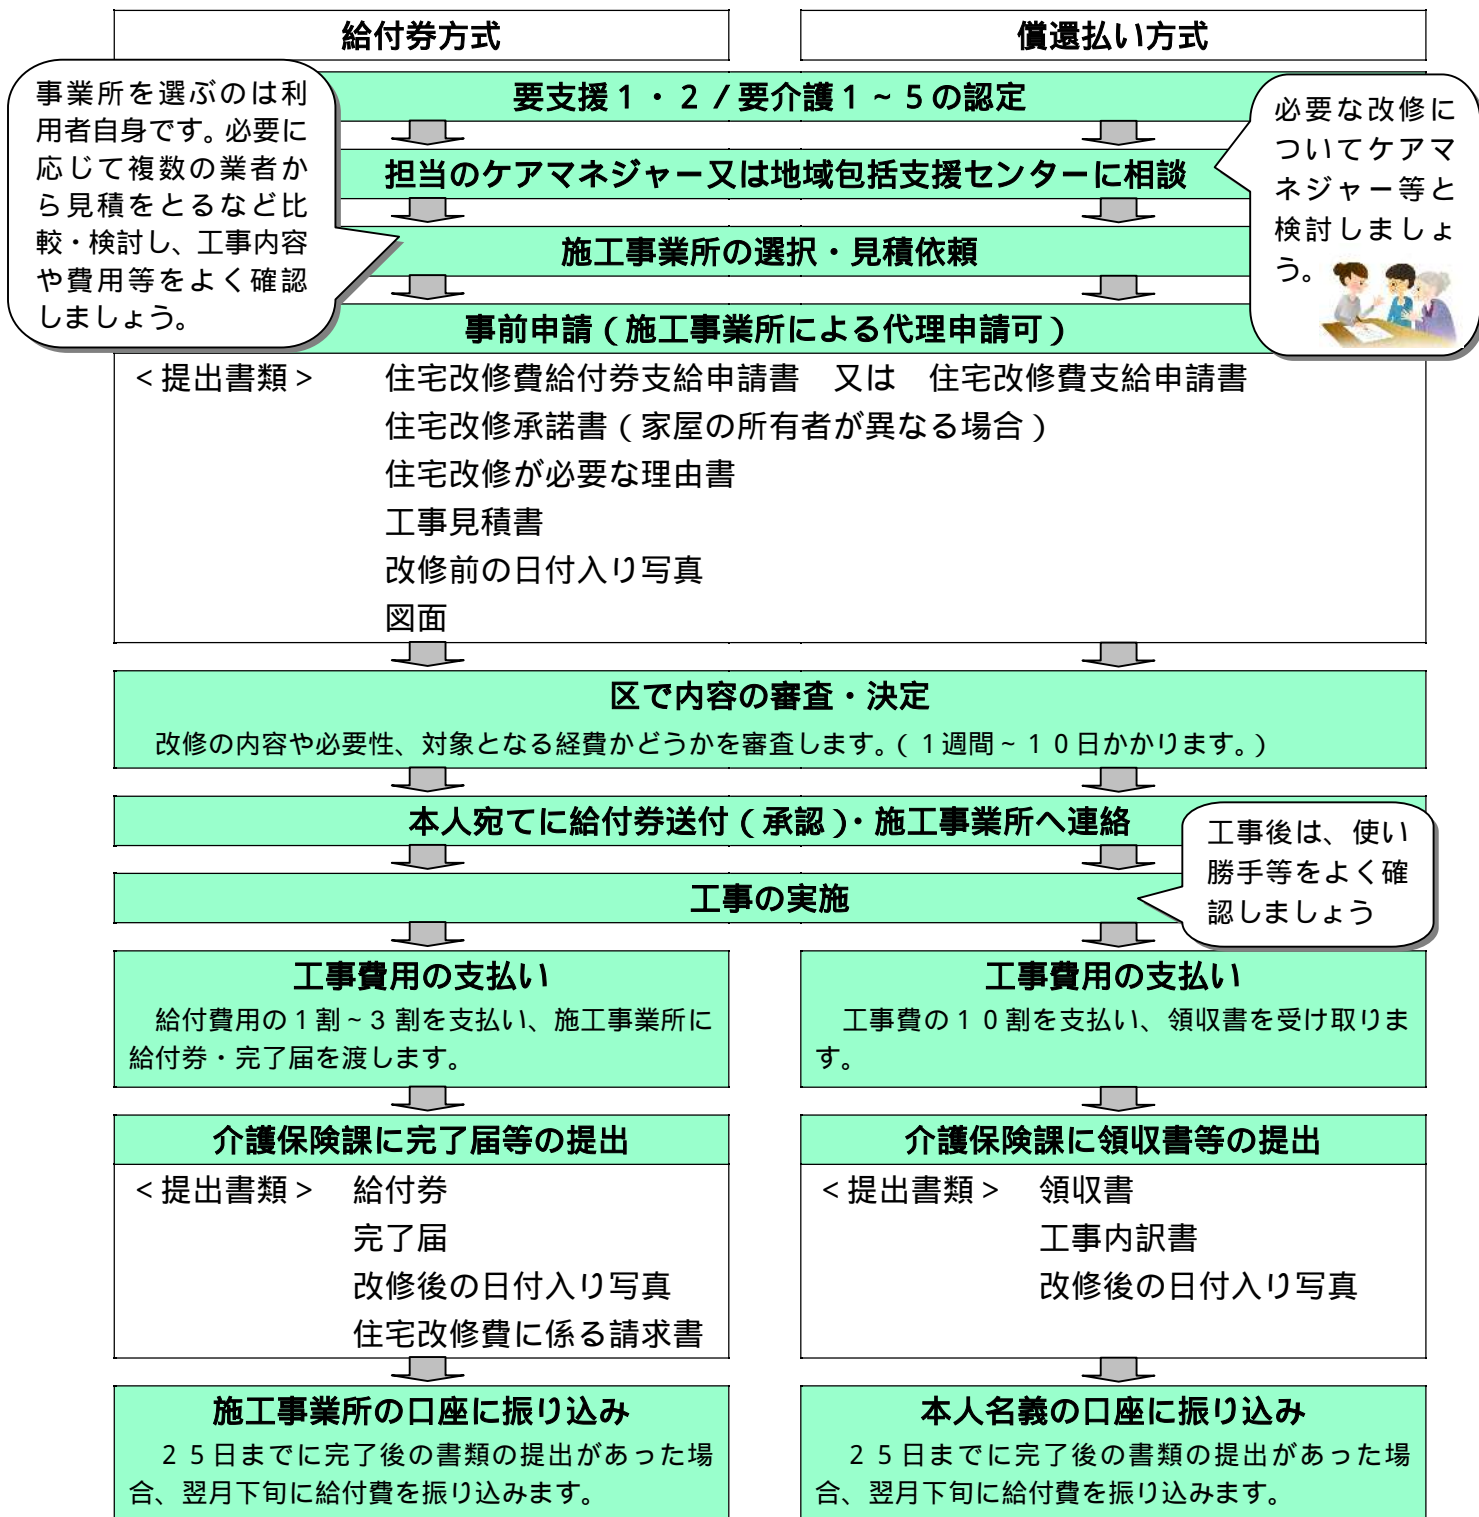 給付券方式
償還払い方式
要支援1・2/要介護1~5の認定
事業所を選ぶのは利
用者自身です。必要に
応じて複数の業者か
ら見積をとるなど比
較・検討し、工事内容
や費用等をよく確認
しましょう。
必要な改修に
ついてケアマ
ネジャー等と
検討しましょ
う。
担当のケアマネジャー又は地域包括支援センターに相談
施工事業所の選択・見積依頼
事前申請(施工事業所による代理申請可)
<提出書類> 住宅改修費給付券支給申請書 又は 住宅改修費支給申請書
住宅改修承諾書(家屋の所有者が異なる場合)
住宅改修が必要な理由書
工事見積書
改修前の日付入り写真
図面
区で内容の審査・決定
改修の内容や必要性、対象となる経費かどうかを審査します。(1週間~10日かかります。)
本人宛てに給付券送付(承認)・施工事業所へ連絡
工事後は、使い
勝手等をよく確
認しましょう
工事の実施
工事費用の支払い
給付費用の1割~3割を支払い、施工事業所に
給付券・完了届を渡します。
工事費用の支払い
工事費の10割を支払い、領収書を受け取りま
す。
介護保険課に完了届等の提出
<提出書類> 給付券
完了届
改修後の日付入り写真
住宅改修費に係る請求書
介護保険課に領収書等の提出
<提出書類> 領収書
工事内訳書
改修後の日付入り写真
施工事業所の口座に振り込み
25日までに完了後の書類の提出があった場
合、翌月下旬に給付費を振り込みます。
本人名義の口座に振り込み
25日までに完了後の書類の提出があった場
合、翌月下旬に給付費を振り込みます。